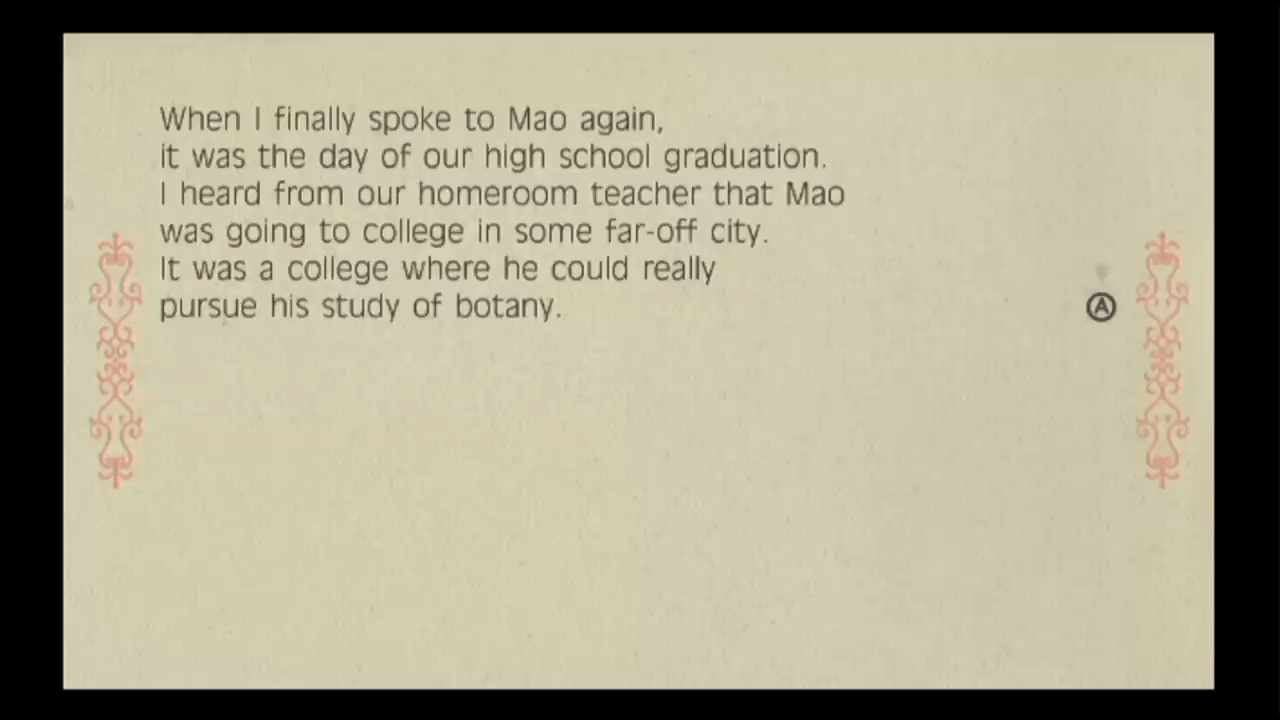 When I finally spoke to Mao again,
it was the day of our high school graduation.
I heard from our homeroom teacher that Mao
was going to college in some far-off city.
It was a college where he could really
pursue his study of botany.
A